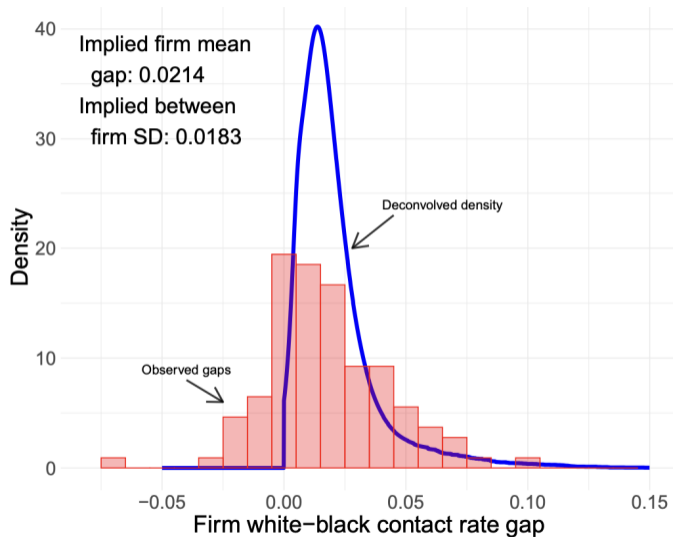 Implied firm mean
gap: 0.0214
Implied between
firm SD: 0.0183
Deconvolved density
Observed gaps
Density
40
30
20
10
0
−0.05 0.00 0.05 0.10 0.15
Firm white−black contact rate gap